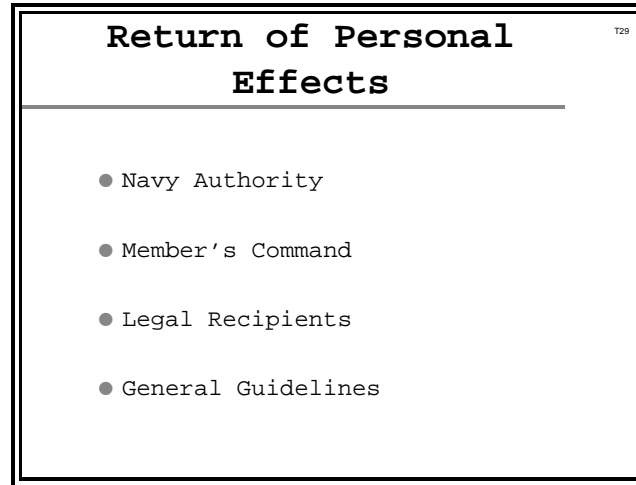 Return of Personal
Effects
T29
● Navy Authority
● Member's Command
● Legal Recipients
● General Guidelines